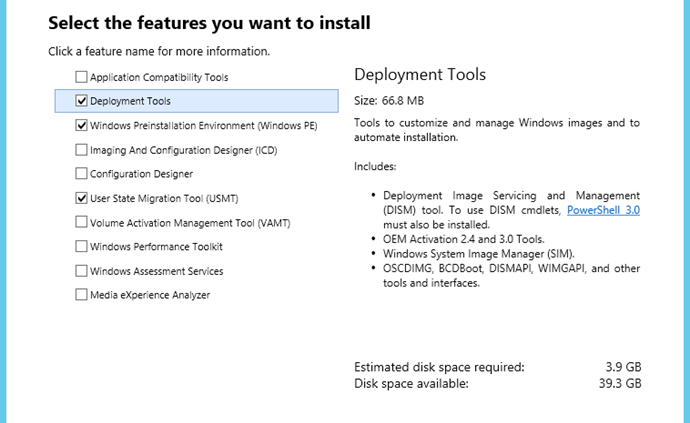 Select the features you want to install
Click a feature name for more information.
Application Compatibility Tools
Deployment Tools
Windows Preinstallation Environment (Windows PE)
Imaging And Configuration Designer (ICD)
Configuration Designer
User State Migration Tool (USMT)
Volume Activation Management Tool (VAMT)
Windows Performance Toolkit
Windows Assessment Services
Media eXperience Analyzer
Deployment Tools
Size: 66.8 MB
Tools to customize and manage Windows images and to
automate installation.
Includes:
• Deployment Image Servicing and Management
(DISM) tool. To use DISM cmdlets, PowerShell 3.0
must also be installed.
• OEM Activation 2.4 and 3.0 Tools.
• Windows System Image Manager (SIM).
• OSCDIMG, BCDBoot, DISMAPI, WIMGAPI, and other
tools and interfaces.
Estimated disk space required: 3.9 GB
Disk space available: 39.3 GB